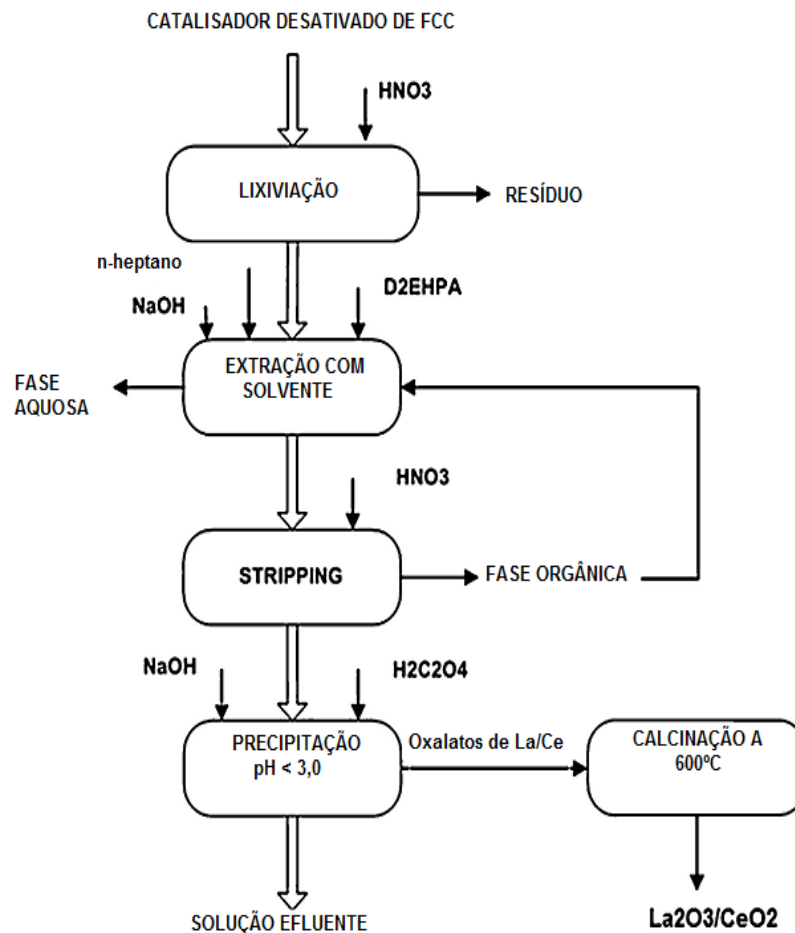 CATALISADOR DESATIVADO DE FCC
HNO3
LIXIVIAÇÃO
RESÍDUO
n-heptano
NaOH
D2EHPA
EXTRAÇÃO COM
SOLVENTE
FASE
AQUOSA
HNO3
STRIPPING
FASE ORGÂNICA
NaOH
H2C2O4
PRECIPITAÇÃO
pH < 3,0
Oxalatos de La/Ce
CALCINAÇÃO A
600ºC
SOLUÇÃO EFLUENTE
La2O3/CeO2